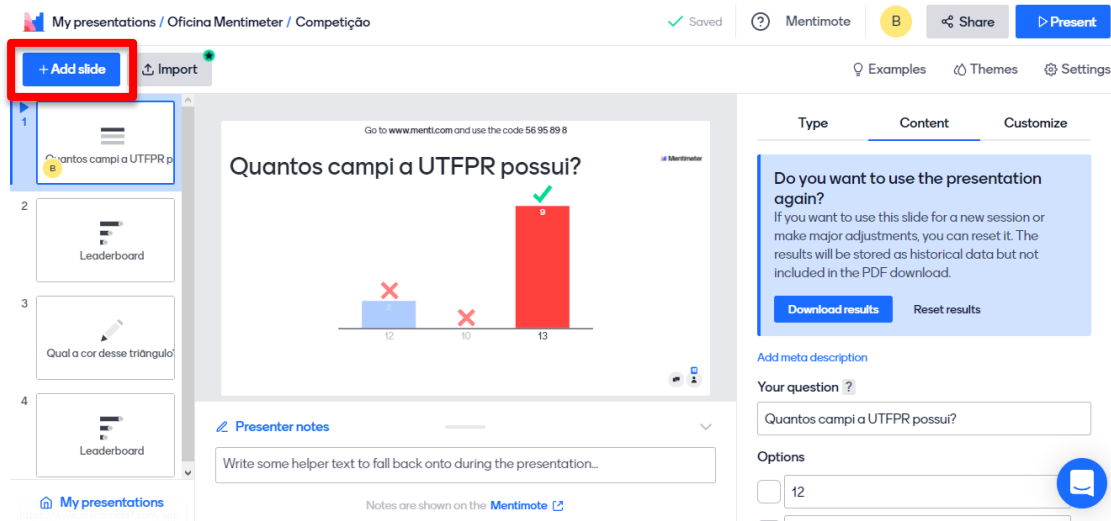 My presentations / Oficina Mentimeter / Competição
Saved
?
Mentimote
B
Share
Present
+ Add slide
Import
Examples
Themes
Settings
1
Quantos campi a UTFPR p
B
2
Leaderboard
3
Qual a cor desse triângulo?
4
Leaderboard
My presentations
Go to www.menti.com and use the code 56 95 89 8
Quantos campi a UTFPR possui?
Mentimeter
9
2
12
10
13
Presenter notes
Write some helper text to fall back onto during the presentation...
Notes are shown on the Mentimote
Type
Content
Customize
Do you want to use the presentation
again?
If you want to use this slide for a new session or
make major adjustments, you can reset it. The
results will be stored as historical data but not
included in the PDF download.
Download results
Reset results
Add meta description
Your question ?
Quantos campi a UTFPR possui?
Options
12